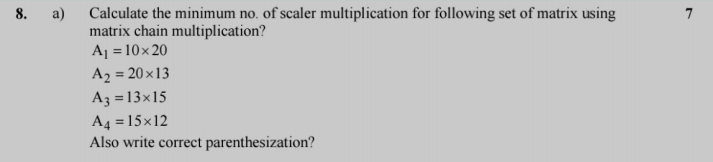 8. a) Calculate the minimum no. of scaler multiplication for following set of matrix using 7
matrix chain multiplication?
A₁ = 10×20
A₂ = 20×13
A₃ = 13×15
A₄ = 15×12
Also write correct parenthesization?